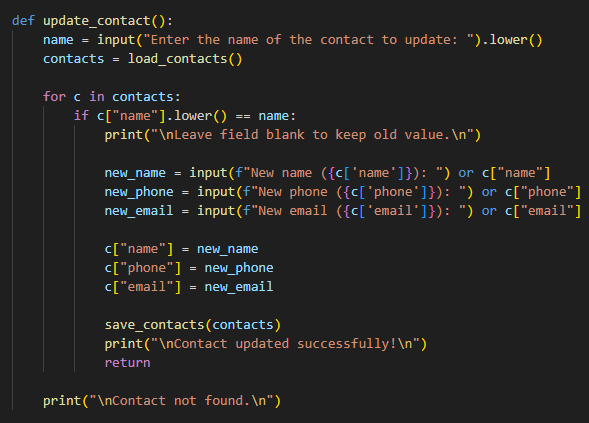 def update_contact():
    name = input("Enter the name of the contact to update: ").lower()
    contacts = load_contacts()

    for c in contacts:
        if c["name"].lower() == name:
            print("\nLeave field blank to keep old value.\n")

            new_name = input(f"New name ({c['name']}): ") or c["name"]
            new_phone = input(f"New phone ({c['phone']}): ") or c["phone"]
            new_email = input(f"New email ({c['email']}): ") or c["email"]

            c["name"] = new_name
            c["phone"] = new_phone
            c["email"] = new_email

            save_contacts(contacts)
            print("\nContact updated successfully!\n")
            return

    print("\nContact not found.\n")